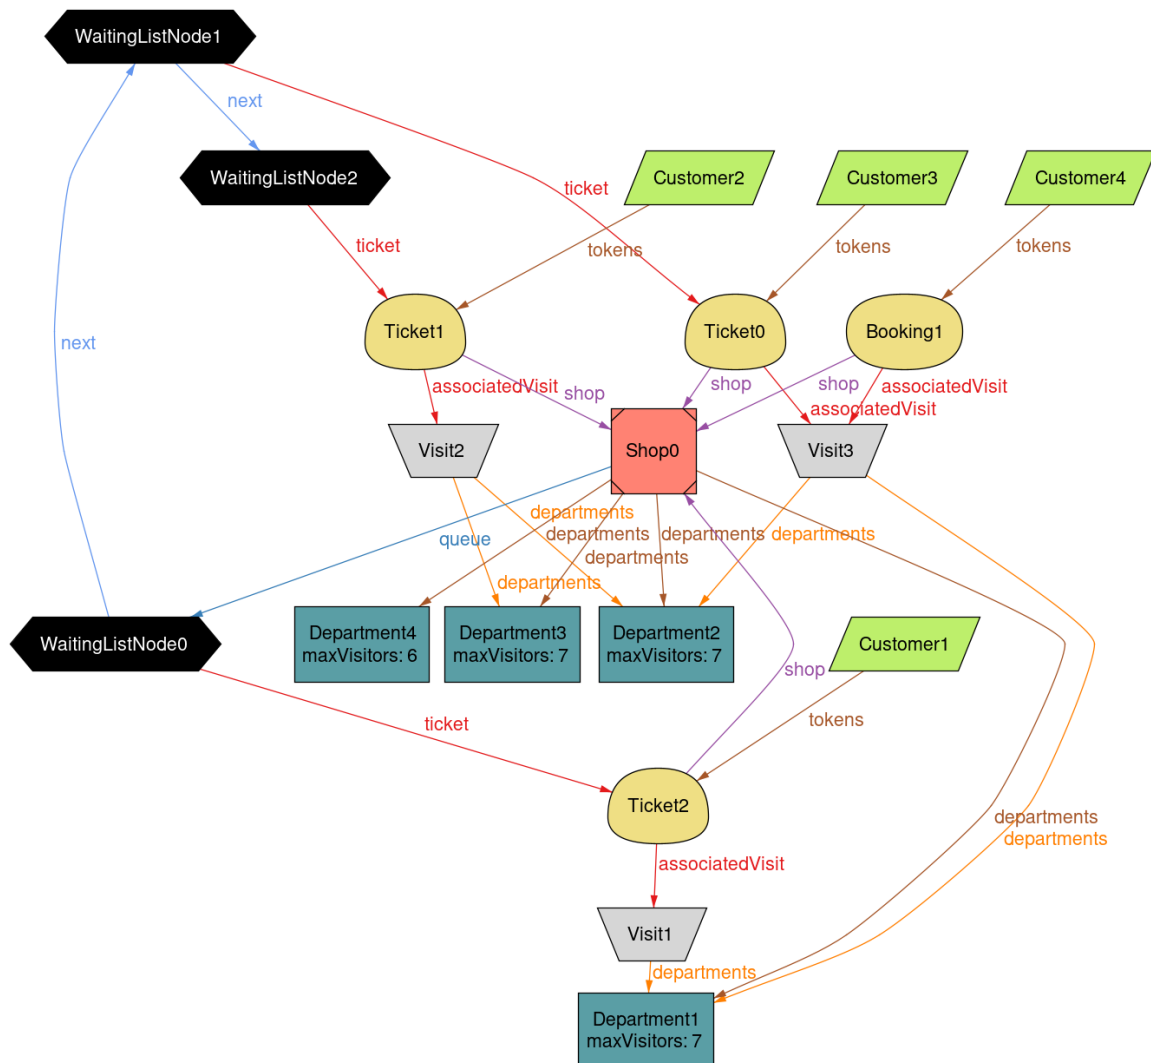 WaitingListNode1
next
WaitingListNode2
Customer2
Customer3
Customer4
ticket
ticket
tokens
tokens
tokens
next
Ticket1
Ticket0
Booking1
associatedVisit
shop
shop
shop
associatedVisit
associatedVisit
Visit2
Shop0
Visit3
departments
departments
departments
departments
departments
queue
departments
WaitingListNode0
Department4
maxVisitors: 6
Department3
maxVisitors: 7
Department2
maxVisitors: 7
Customer1
shop
ticket
tokens
Ticket2
departments
departments
associatedVisit
Visit1
departments
Department1
maxVisitors: 7